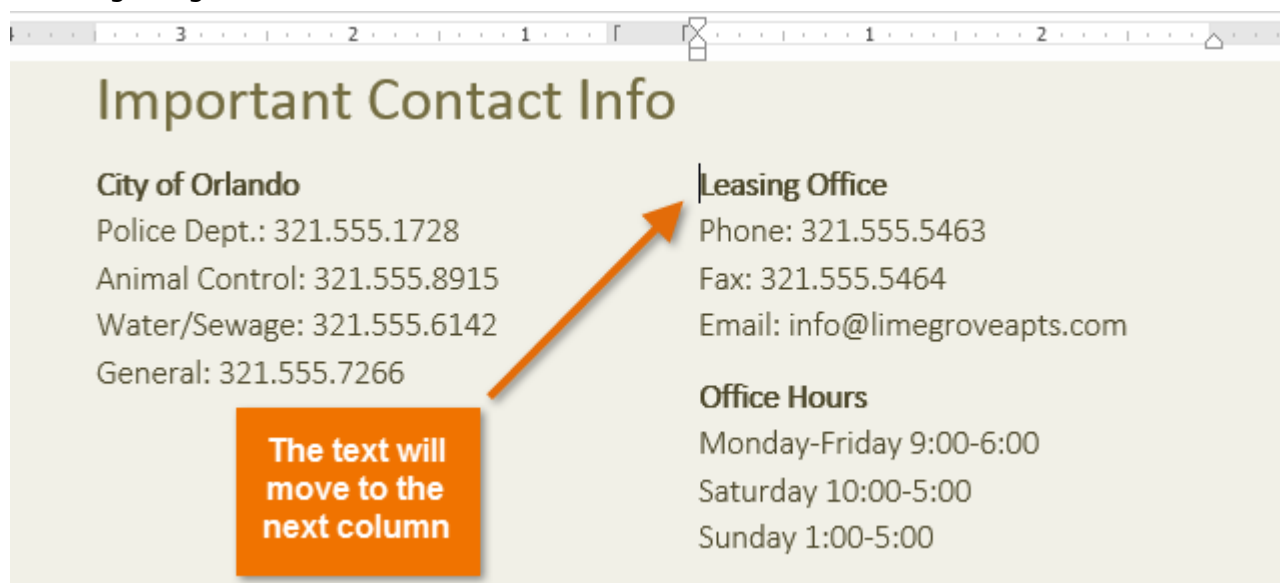 3 2 1 1 2
Important Contact Info
City of Orlando
Police Dept.: 321.555.1728
Animal Control: 321.555.8915
Water/Sewage: 321.555.6142
General: 321.555.7266
The text will
move to the
next column
Leasing Office
Phone: 321.555.5463
Fax: 321.555.5464
Email: info@limegroveapts.com
Office Hours
Monday-Friday 9:00-6:00
Saturday 10:00-5:00
Sunday 1:00-5:00